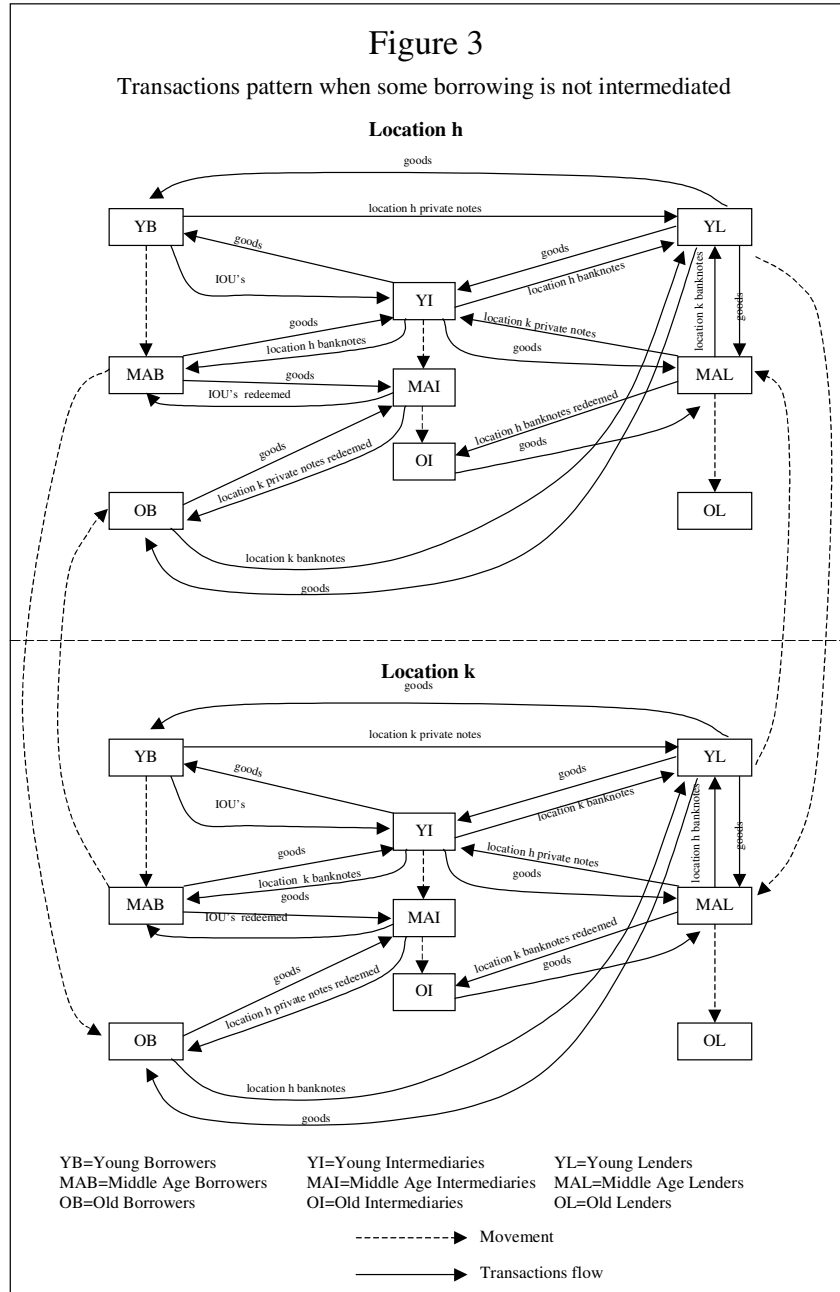 Figure 3
Transactions pattern when some borrowing is not intermediated
Location h
goods
YB
location h private notes
YL
goods
goods
location h banknotes
IOU's
YI
location k banknotes
goods
goods
location k private notes
location h banknotes
goods
MAB
goods
MAI
MAL
IOU's redeemed
location h banknotes redeemed
goods
OI
goods
location k private notes redeemed
OB
OL
location k banknotes
goods
Location k
goods
YB
location k private notes
YL
goods
goods
location k banknotes
IOU's
YI
location h banknotes
goods
goods
location h private notes
location k banknotes
goods
MAB
goods
MAI
MAL
IOU's redeemed
location k banknotes redeemed
goods
OI
goods
location h private notes redeemed
OB
OL
location h banknotes
goods
YB=Young Borrowers YI=Young Intermediaries YL=Young Lenders
MAB=Middle Age Borrowers MAI=Middle Age Intermediaries MAL=Middle Age Lenders
OB=Old Borrowers OI=Old Intermediaries OL=Old Lenders
Movement
Transactions flow